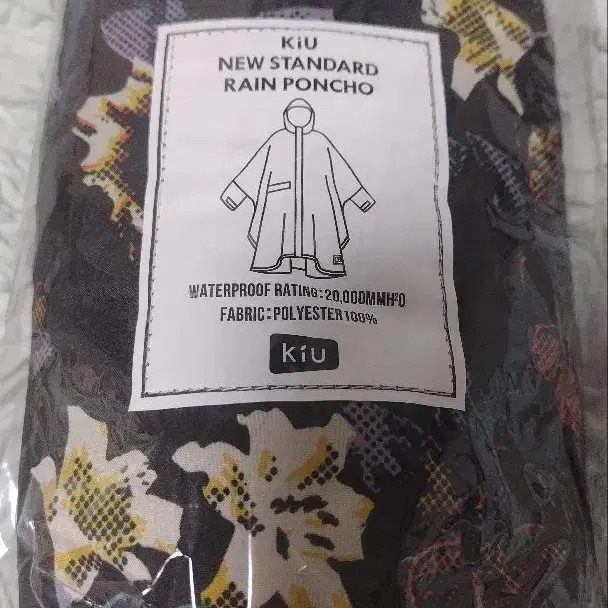 KiU
NEW STANDARD
RAIN PONCHO
WATERPROOF RATING:20,000MMH²O
FABRIC:POLYESTER100%
kiu